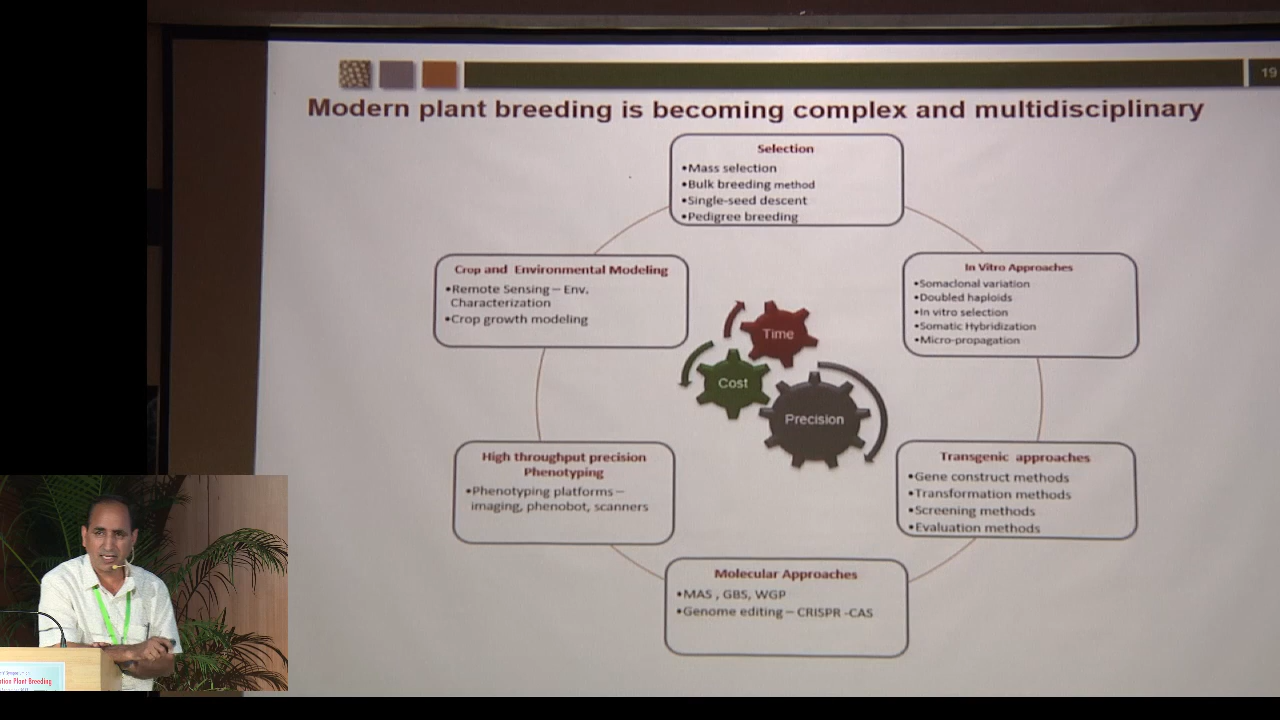 19
Modern plant breeding is becoming complex and multidisciplinary
Selection
•Mass selection
•Bulk breeding method
•Single-seed descent
•Pedigree breeding
Crop and Environmental Modeling
•Remote Sensing – Env.
Characterization
•Crop growth modeling
In Vitro Approaches
•Somaclonal variation
•Doubled haploids
•In vitro selection
•Somatic Hybridization
•Micro-propagation
Time
Cost
Precision
High throughput precision
Phenotyping
•Phenotyping platforms –
imaging, phenobot, scanners
Transgenic approaches
•Gene construct methods
•Transformation methods
•Screening methods
•Evaluation methods
Molecular Approaches
•MAS , GBS, WGP
•Genome editing – CRISPR -CAS
Plant Breeding